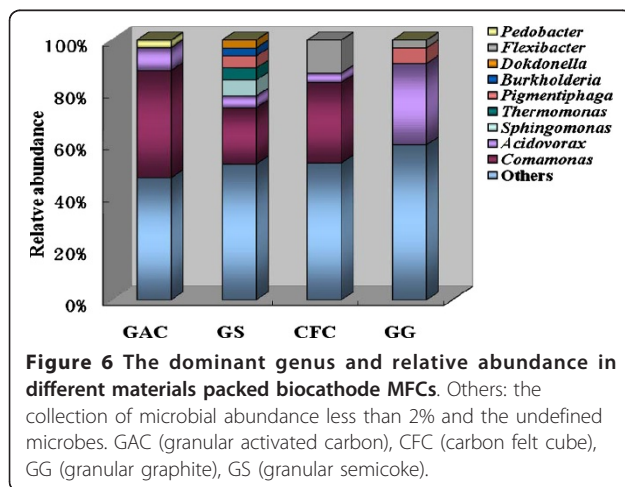 Pedobacter
Flexibacter
Dokdonella
Burkholderia
Pigmentiphaga
Thermomonas
Sphingomonas
Acidovorax
Comamonas
Others
Relatve abundance
100%
80%
60%
40%
20%
0%
GAC GS CFC GG
Figure 6 The dominant genus and relative abundance in
different materials packed biocathode MFCs. Others: the
collection of microbial abundance less than 2% and the undefined
microbes. GAC (granular activated carbon), CFC (carbon felt cube),
GG (granular graphite), GS (granular semicoke).